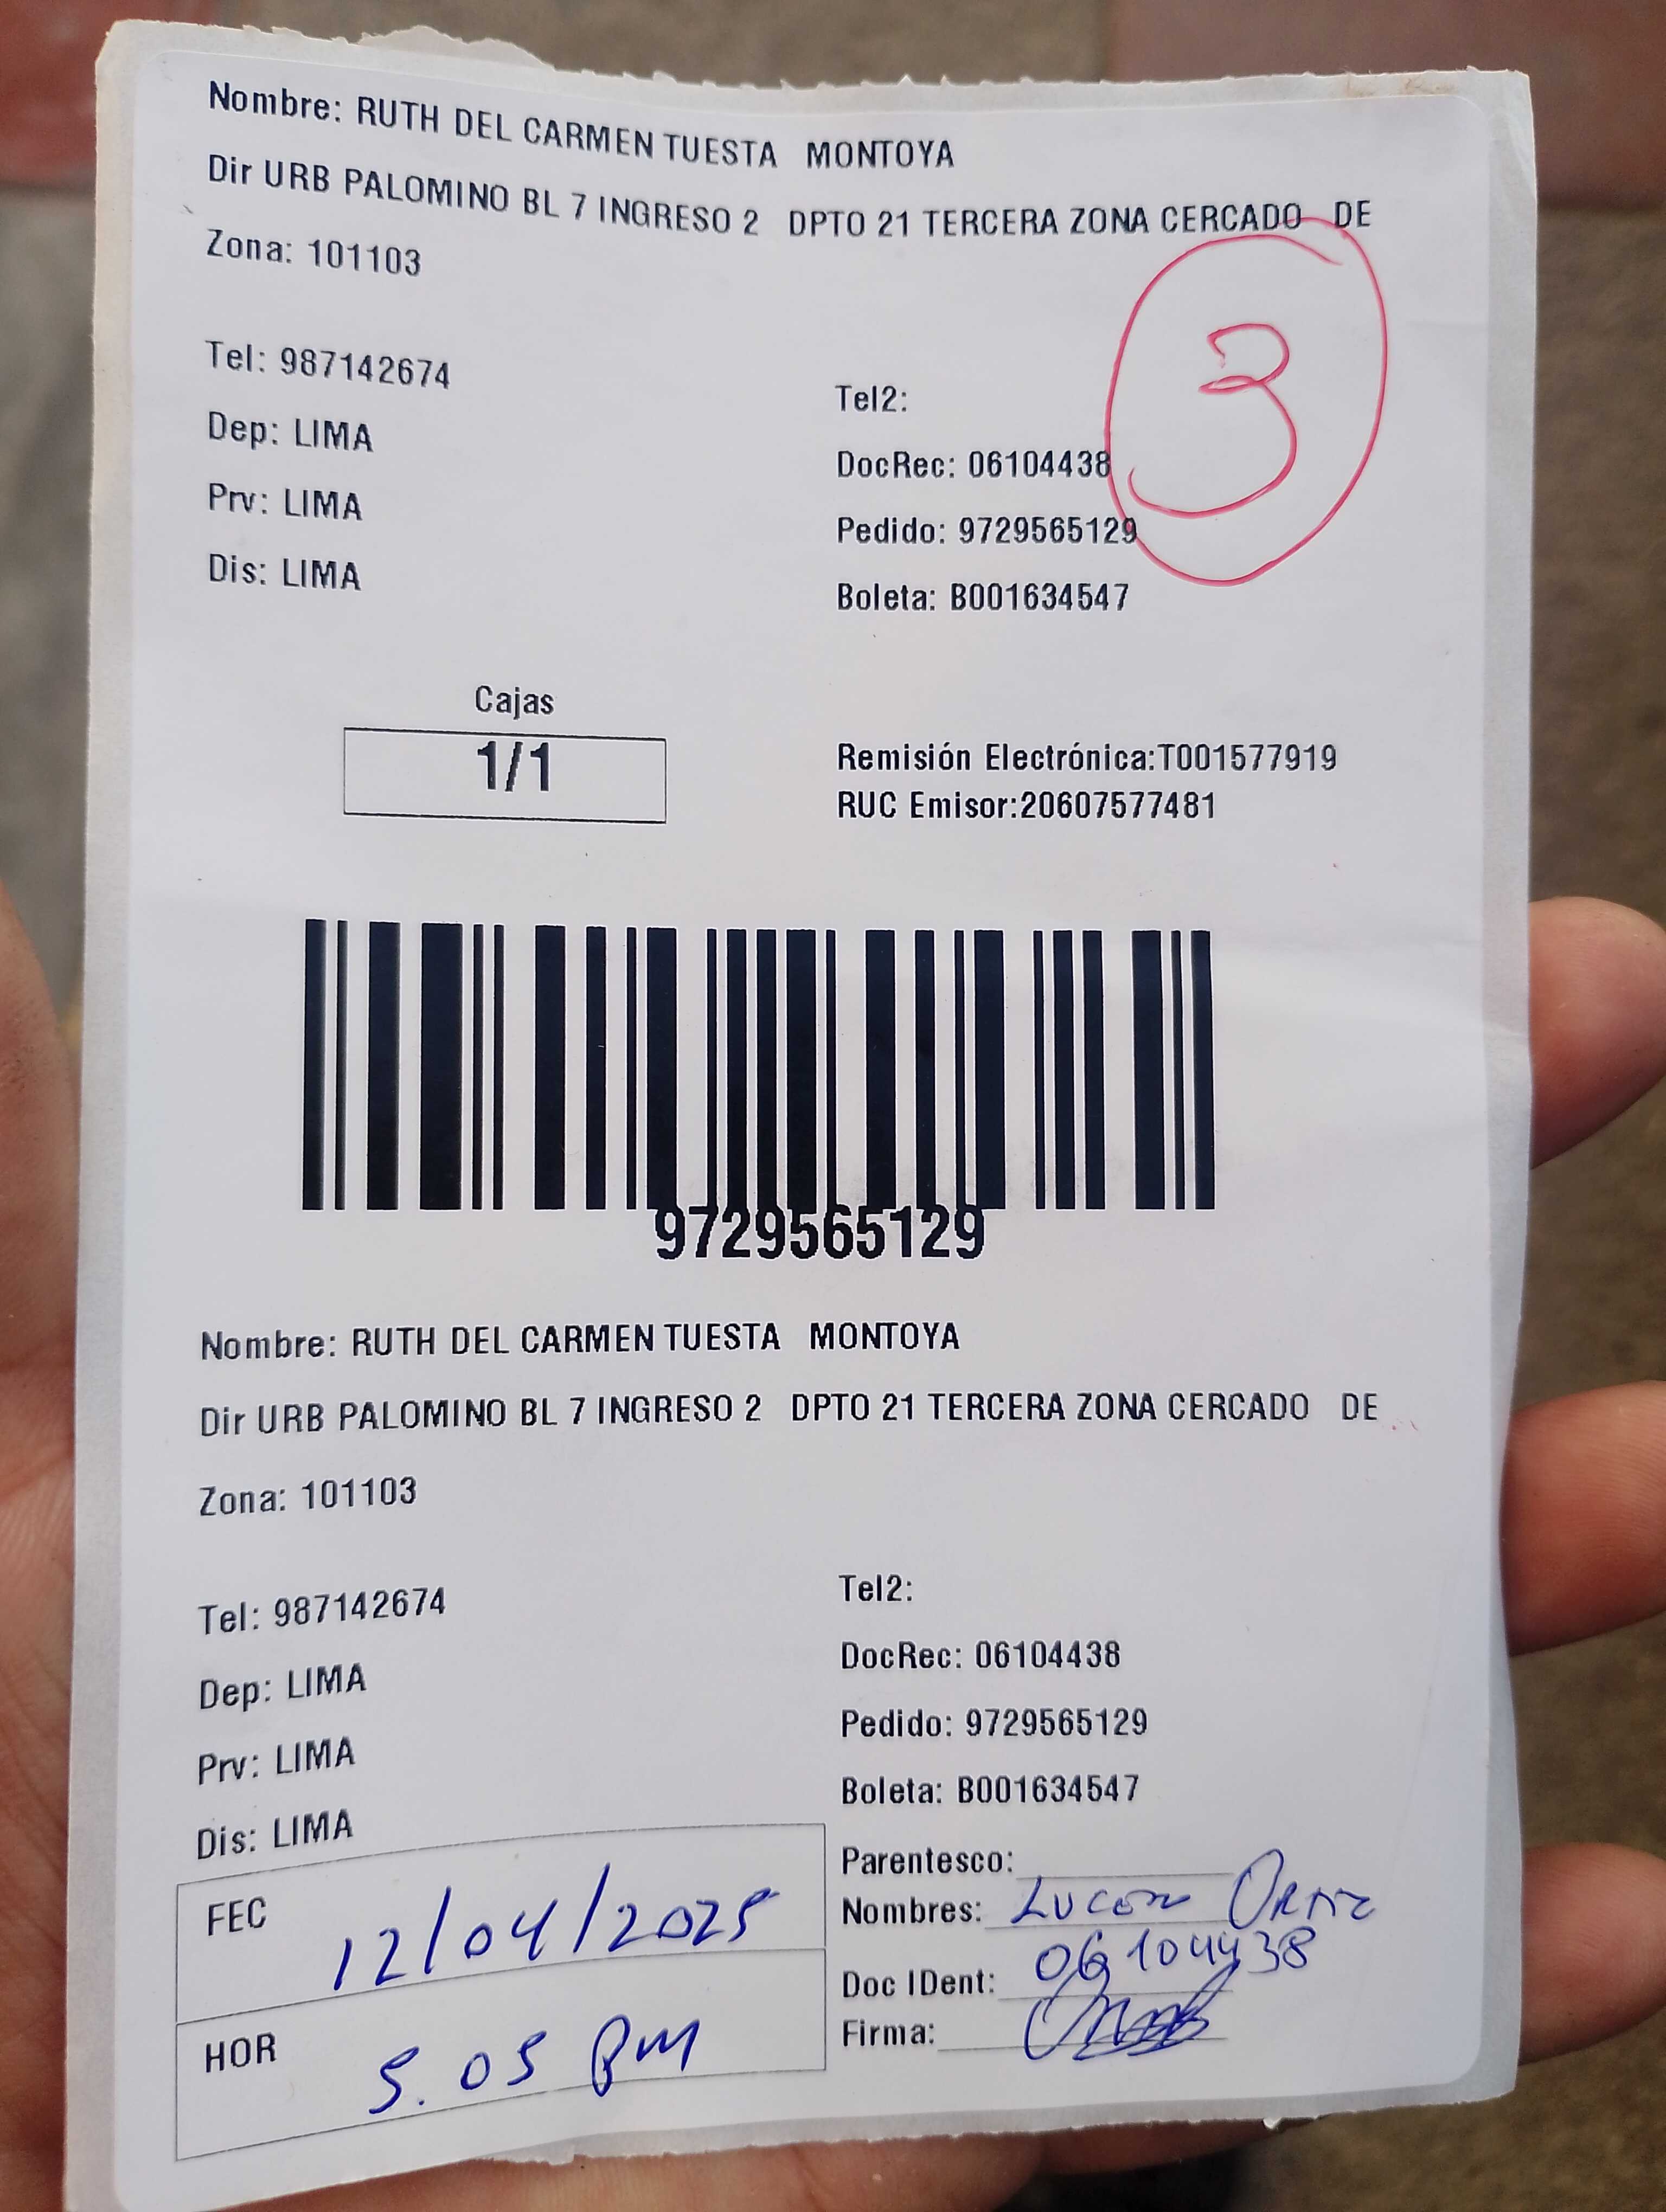 Nombre: RUTH DEL CARMEN TUESTA MONTOYA
Dir URB PALOMINO BL 7 INGRESO 2 DPTO 21 TERCERA ZONA CERCADO DE
Zona: 101103
3
Tel: 987142674
Tel2:
Dep: LIMA
DocRec: 06104438
Prv: LIMA
Pedido: 9729565129
Dis: LIMA
Boleta: B001634547
Cajas
1/1
Remisión Electrónica:T001577919
RUC Emisor:20607577481
9729565129
Nombre: RUTH DEL CARMEN TUESTA MONTOYA
Dir URB PALOMINO BL 7 INGRESO 2 DPTO 21 TERCERA ZONA CERCADO DE
Zona: 101103
Tel: 987142674
Tel2:
Dep: LIMA
DocRec: 06104438
Prv: LIMA
Pedido: 9729565129
Dis: LIMA
Boleta: B001634547
FEC 12/04/2025
HOR 5.05 PM
Parentesco:
Nombres: Ortiz
Doc IDent: 06104438
Firma: